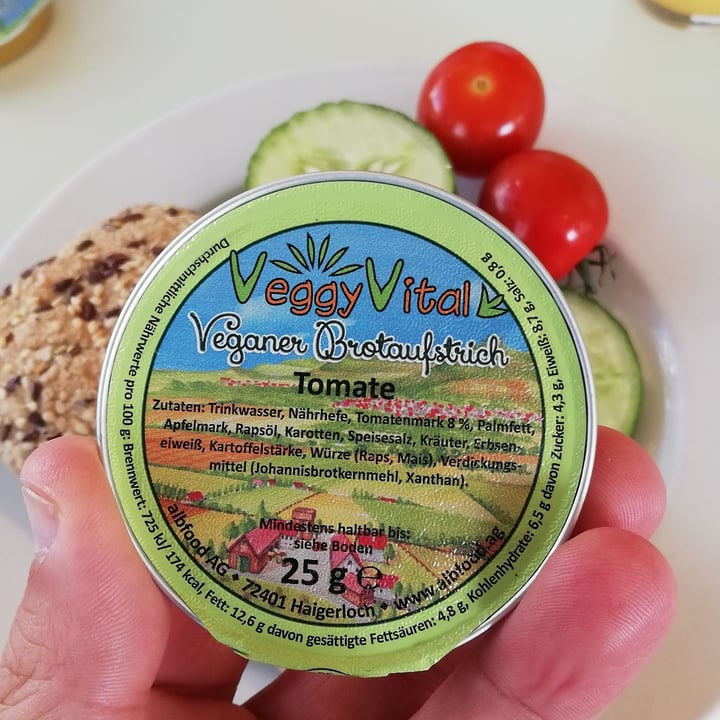 VeggyVital
Veganer Brotaufstrich
Tomate
Zutaten: Trinkwasser, Nährhefe, Tomatenmark 8 %, Palmfett,
Apfelmark, Rapsöl, Karotten, Speisesalz, Kräuter, Erbsen-
eiweiß, Kartoffelstärke, Würze (Raps, Mais), Verdickungs-
mittel (Johannisbrotkernmehl, Xanthan).
Mindestens haltbar bis:
siehe Boden
25 g ℮
albfood AG • 72401 Haigerloch • www.albfood.ag
Durchschnittliche Nährwerte pro 100 g: Brennwert: 725 kJ/ 174 kcal, Fett: 12,6 g davon gesättigte Fettsäuren: 4,8 g, Kohlenhydrate: 6,5 g davon Zucker: 4,3 g, Eiweiß: 8,7 g, Salz: 0,8 g